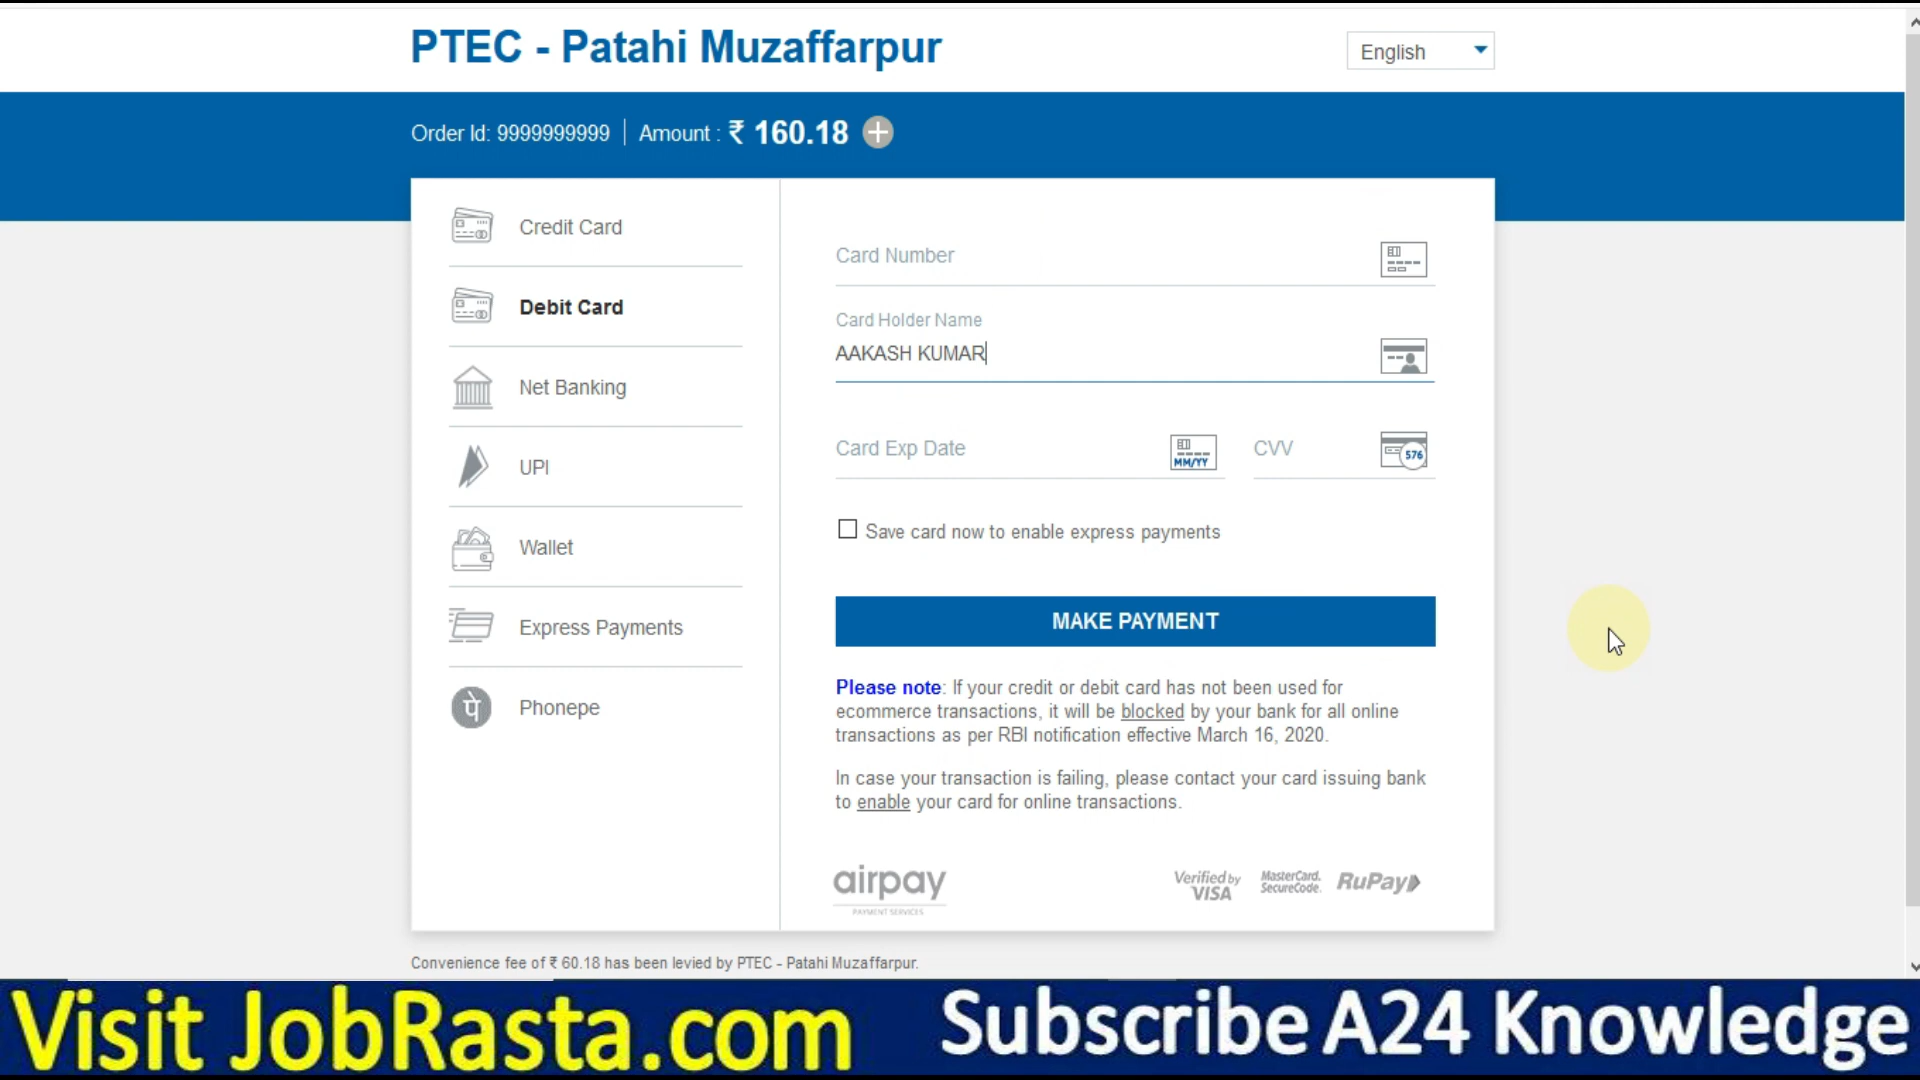 PTEC - Patahi Muzaffarpur
English
Order Id: 9999999999 | Amount : ₹ 160.18
Credit Card
Debit Card
Net Banking
UPI
Wallet
Express Payments
पे Phonepe
Card Number
Card Holder Name
AAKASH KUMAR
Card Exp Date
MM/YY
CVV
576
Save card now to enable express payments
MAKE PAYMENT
Please note: If your credit or debit card has not been used for
ecommerce transactions, it will be blocked by your bank for all online
transactions as per RBI notification effective March 16, 2020.
In case your transaction is failing, please contact your card issuing bank
to enable your card for online transactions.
airpay
PAYMENT SERVICES
Verified by
VISA
MasterCard.
SecureCode.
RuPay
Convenience fee of ₹ 60.18 has been levied by PTEC - Patahi Muzaffarpur.
Visit JobRasta.com
Subscribe A24 Knowledge